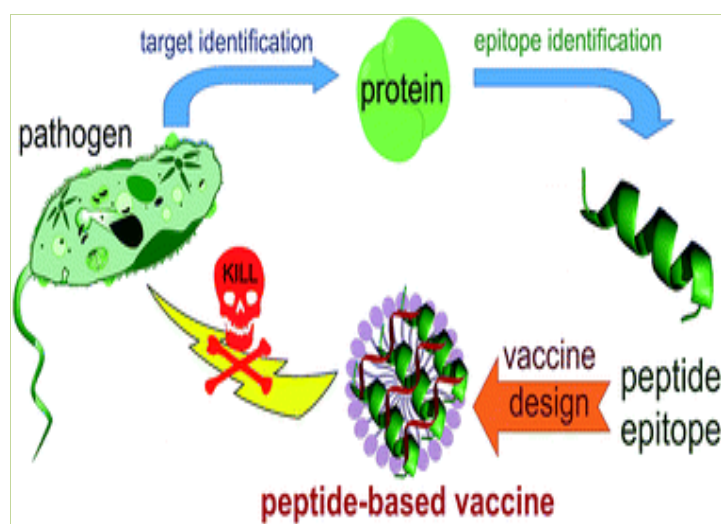 target identification
epitope identification
protein
pathogen
KILL
vaccine
design
peptide
epitope
peptide-based vaccine